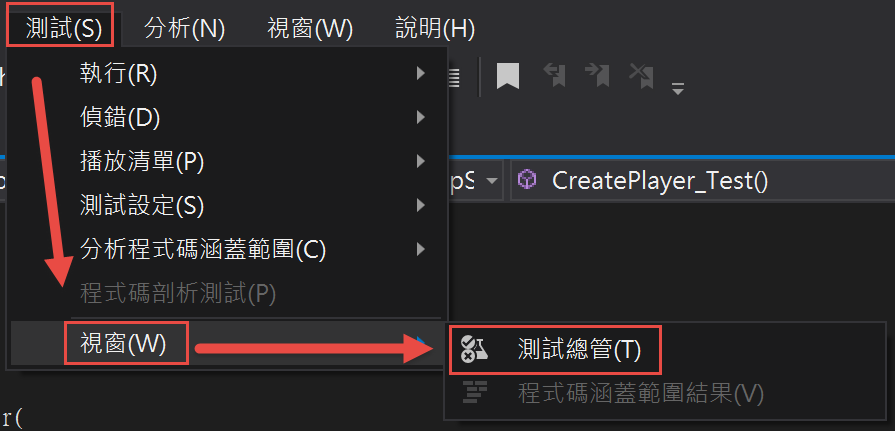 測試(S) 分析(N) 視窗(W) 說明(H)
執行(R)
偵錯(D)
播放清單(P)
測試設定(S)
分析程式碼涵蓋範圍(C)
程式碼剖析測試(P)
視窗(W)
pS
CreatePlayer_Test()
測試總管(T)
程式碼涵蓋範圍結果(V)
r(